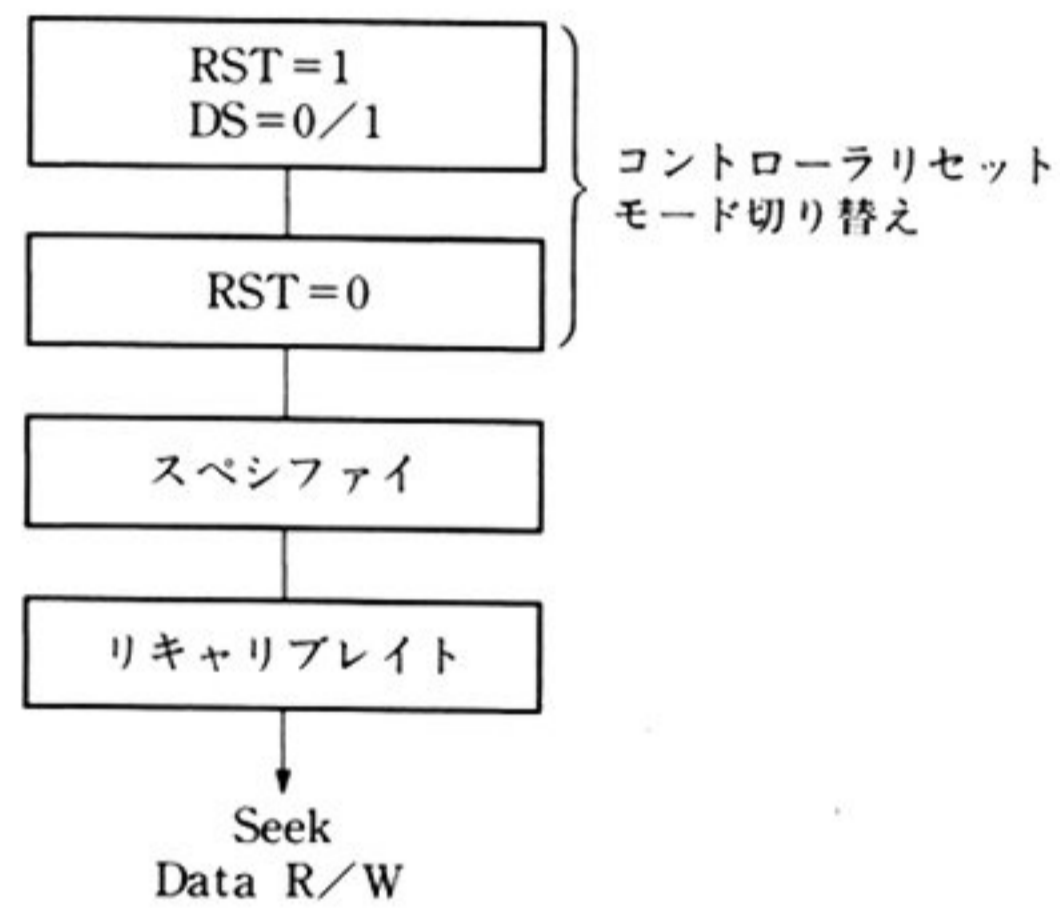 RST=1
DS=0/1
コントローラリセット
モード切り替え
RST=0
スペシファイ
リキャリブレイト
Seek
Data R/W